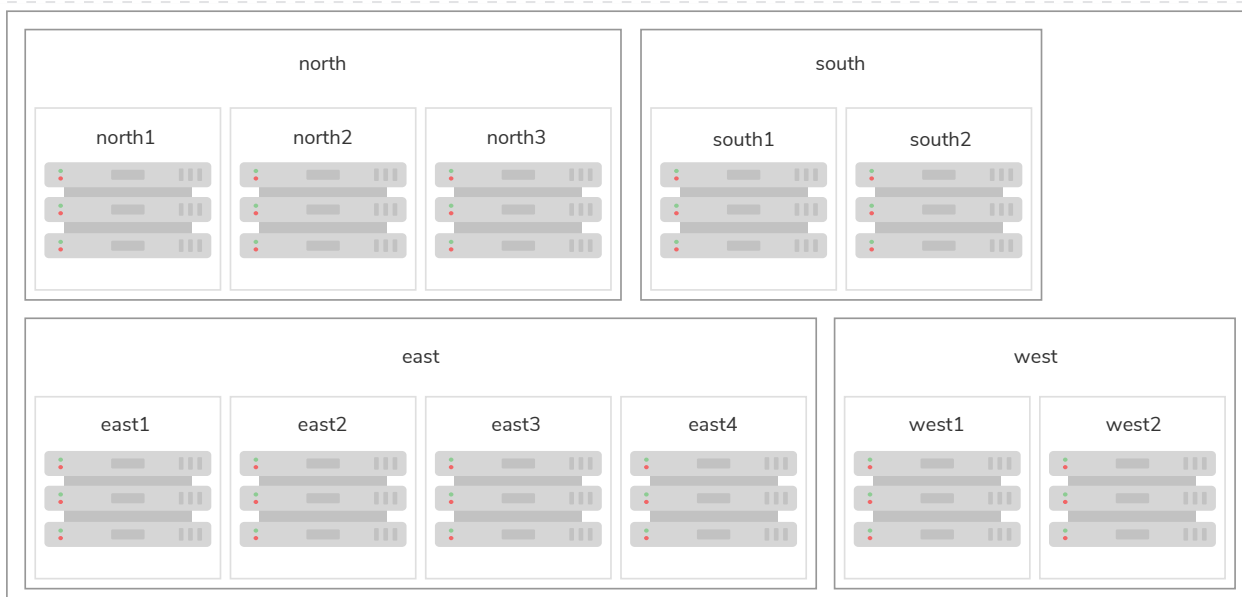 north
south
north1
north2
north3
south1
south2
east
west
east1
east2
east3
east4
west1
west2